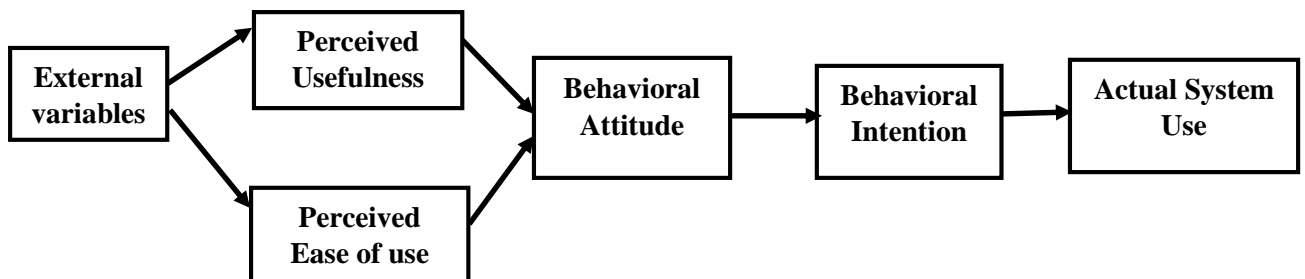 External
variables
Perceived
Usefulness
Perceived
Ease of use
Behavioral
Attitude
Behavioral
Intention
Actual System
Use